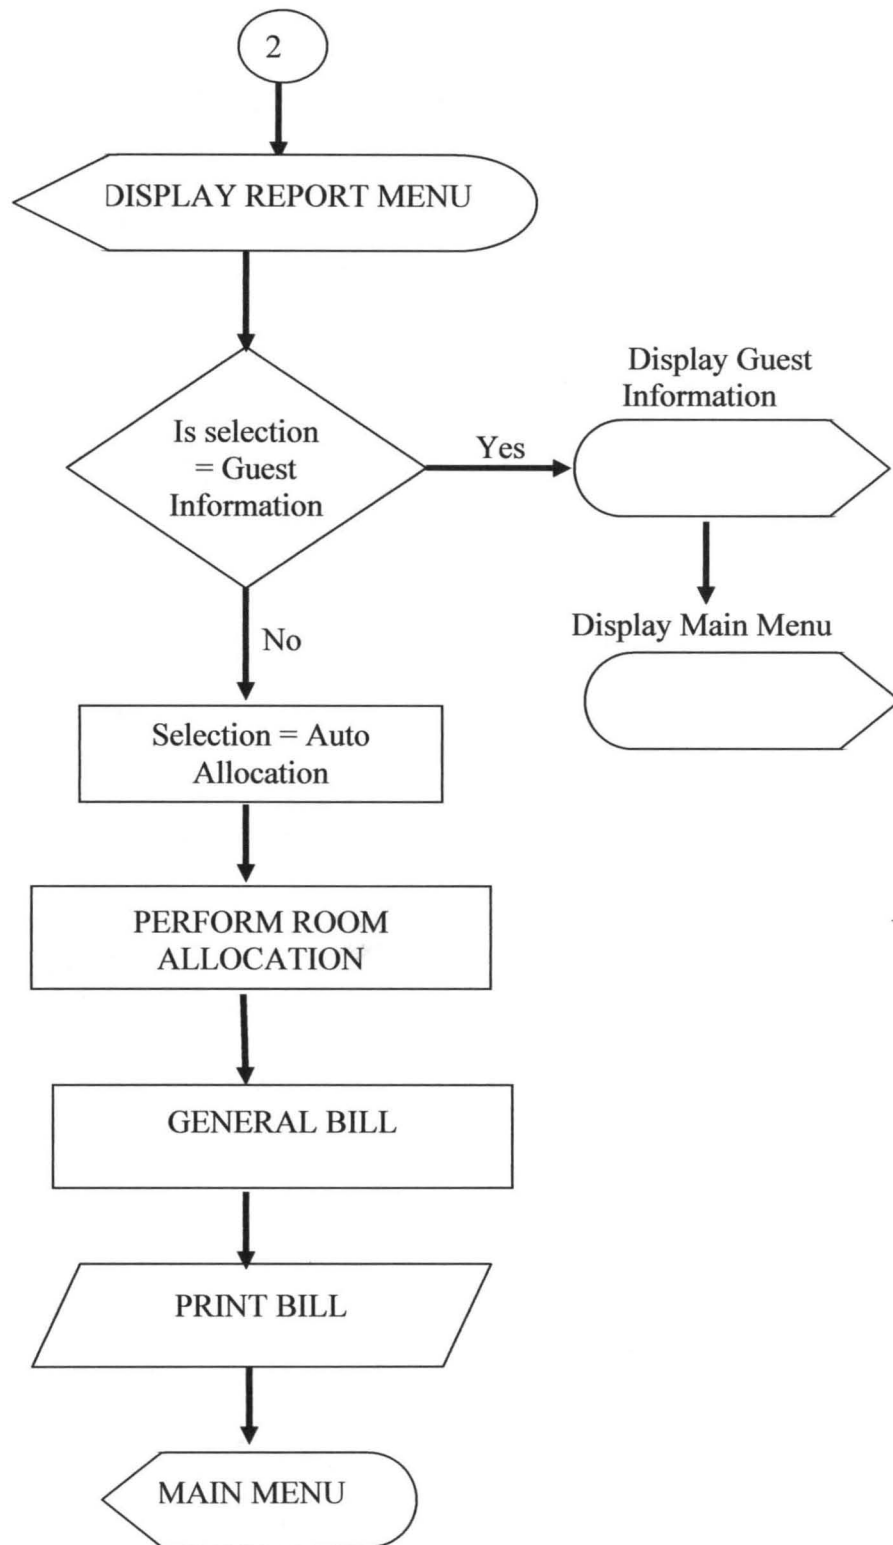 2
DISPLAY REPORT MENU
Is selection
= Guest
Information
Yes
Display Guest
Information
Display Main Menu
No
Selection = Auto
Allocation
PERFORM ROOM
ALLOCATION
GENERAL BILL
PRINT BILL
MAIN MENU